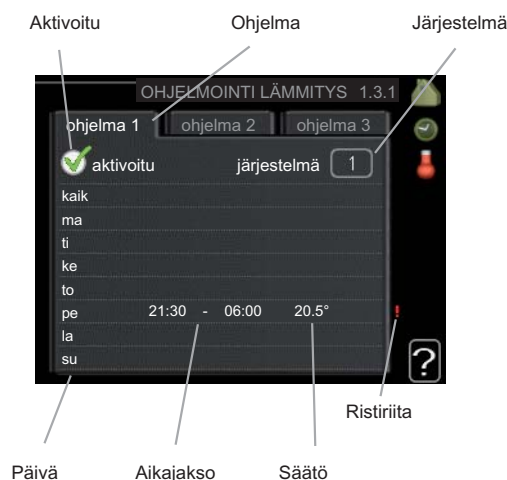 Aktivoitu Ohjelma Järjestelmä
OHJELMOINTI LÄMMITYS 1.3.1
ohjelma 1 ohjelma 2 ohjelma 3
aktivoitu järjestelmä 1
kaik
ma
ti
ke
to
pe 21:30 - 06:00 20.5° !
la
su
?
Ristiriita
Päivä Aikajakso Säätö